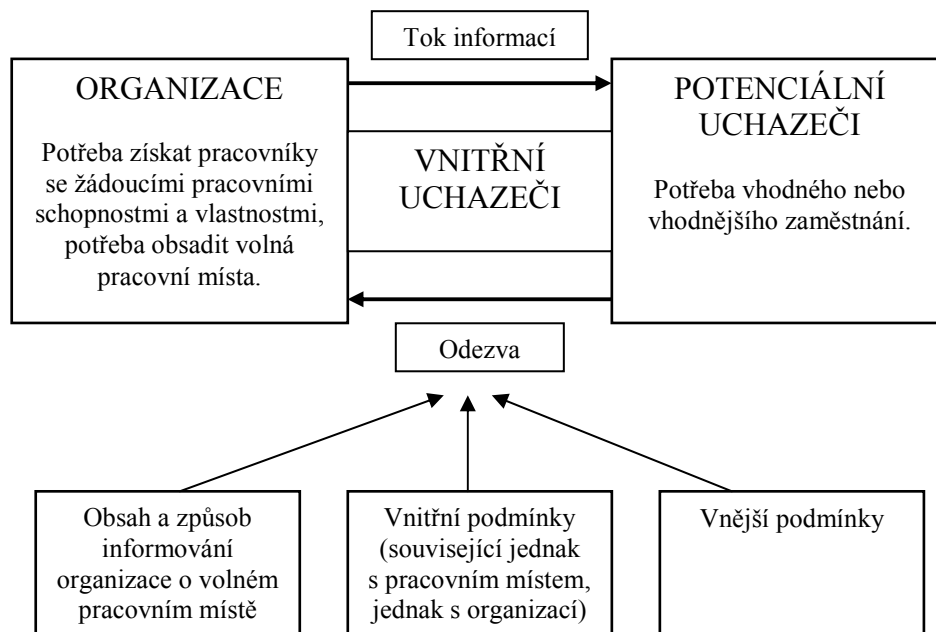 Tok informací
ORGANIZACE
Potřeba získat pracovníky
se žádoucími pracovními
schopnostmi a vlastnostmi,
potřeba obsadit volná
pracovní místa.
VNITŘNÍ
UCHAZEČI
POTENCIÁLNÍ
UCHAZEČI
Potřeba vhodného nebo
vhodnějšího zaměstnání.
Odezva
Obsah a způsob
informování
organizace o volném
pracovním místě
Vnitřní podmínky
(související jednak
s pracovním místem,
jednak s organizací)
Vnější podmínky